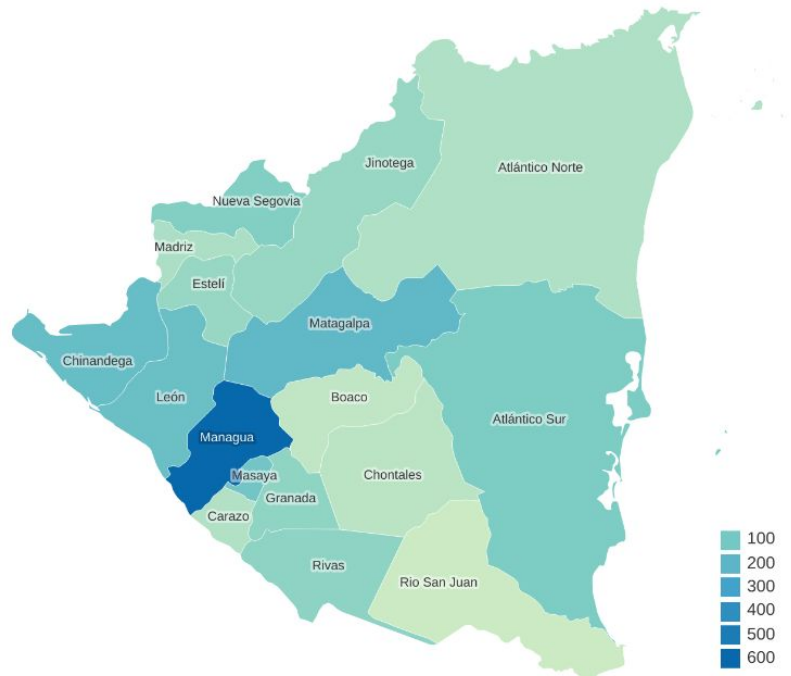 Jinotega
Atlántico Norte
Nueva Segovia
Madriz
Estelí
Matagalpa
Chinandega
León
Boaco
Atlántico Sur
Managua
Masaya
Chontales
Granada
Carazo
Rivas
Rio San Juan
100
200
300
400
500
600